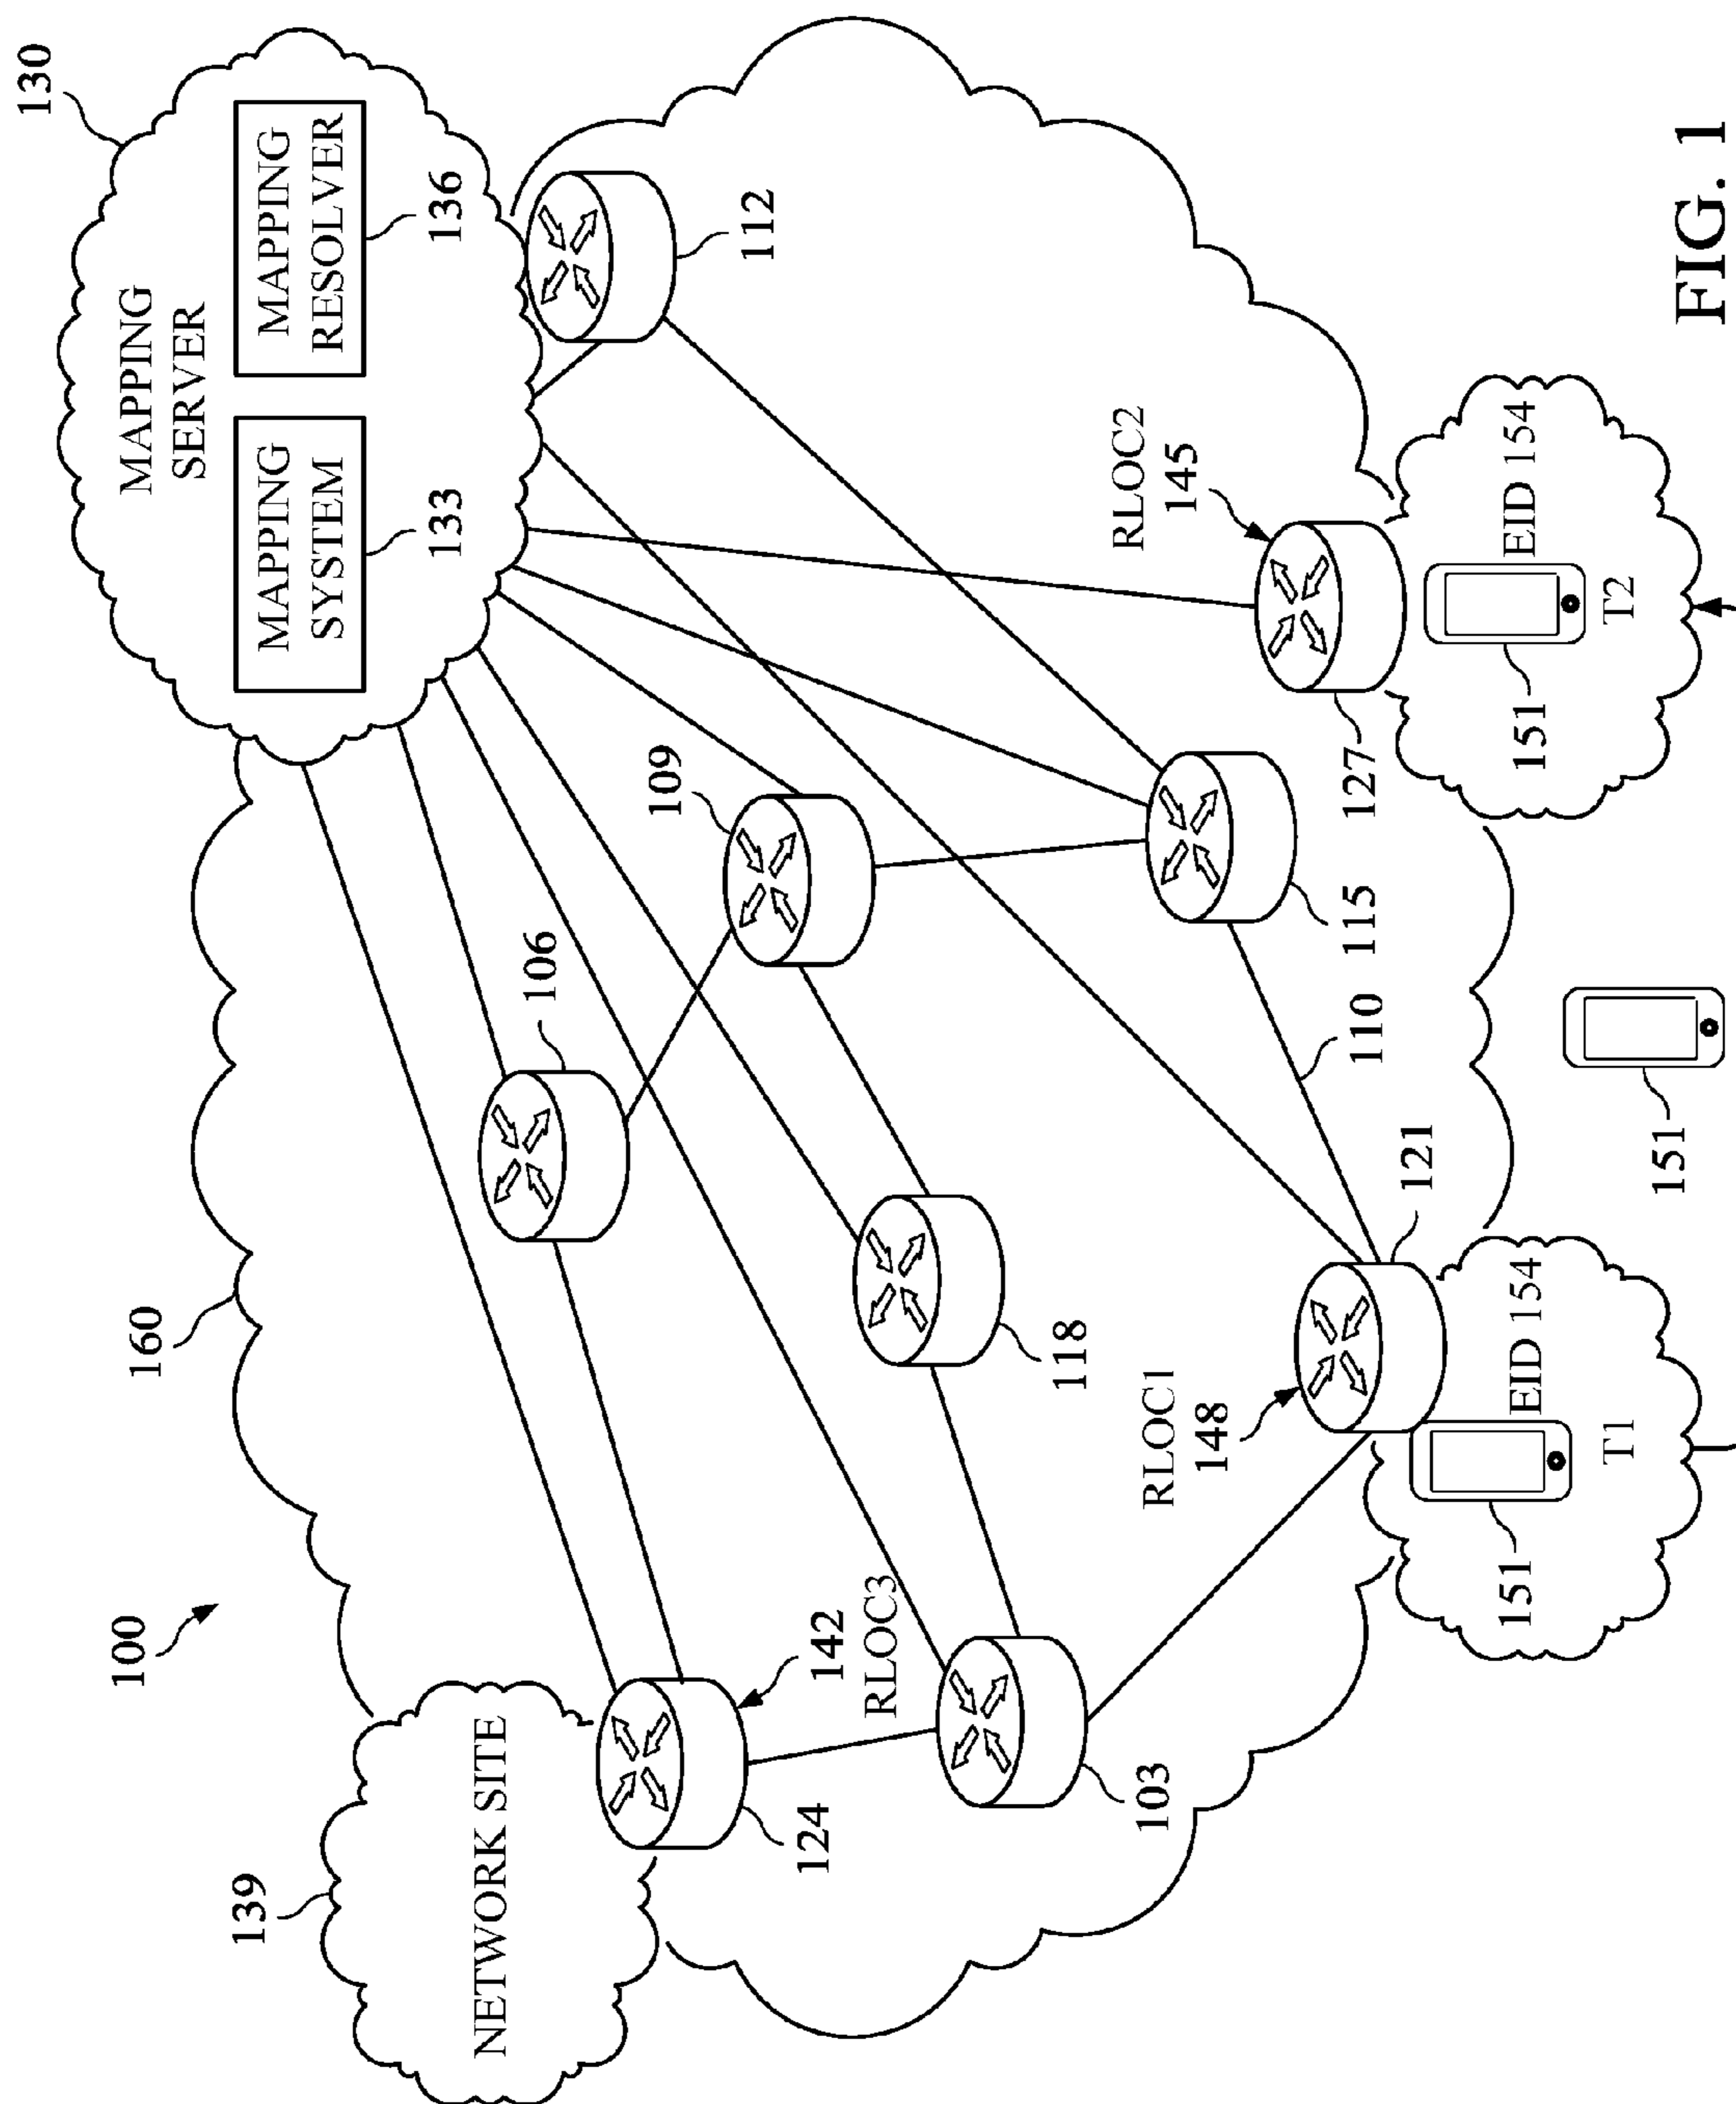 100
160
130
MAPPING
SERVER
MAPPING
SYSTEM
133
MAPPING
RESOLVER
136
139
NETWORK SITE
124
142
RLOC3
106
109
112
103
118
RLOC1
148
RLOC2
145
121
110
115
127
151
EID 154
T1
151
151
EID 154
T2
FIG. 1